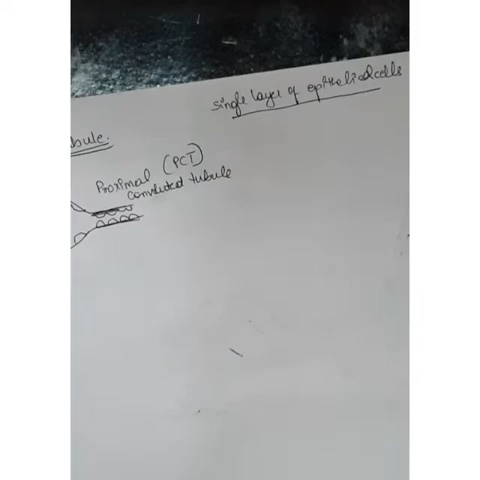 single layer of epithelial cells
bule.
Proximal (PCT)
convoluted tubule